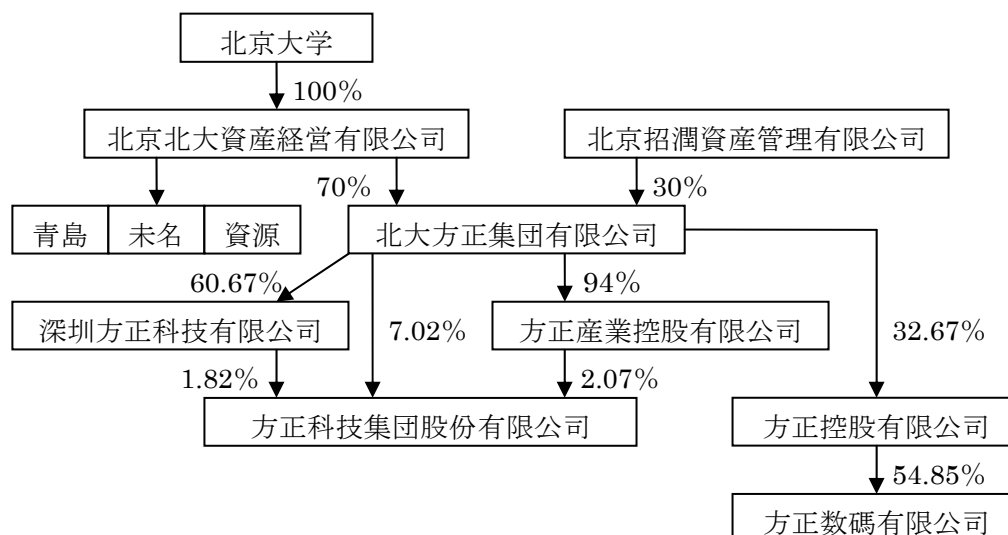 北京大学
100%
北京北大資産経営有限公司
北京招潤資産管理有限公司
70%
30%
青島
未名
資源
北大方正集団有限公司
60.67%
94%
深圳方正科技有限公司
7.02%
方正産業控股有限公司
32.67%
1.82%
2.07%
方正科技集団股份有限公司
方正控股有限公司
54.85%
方正数碼有限公司